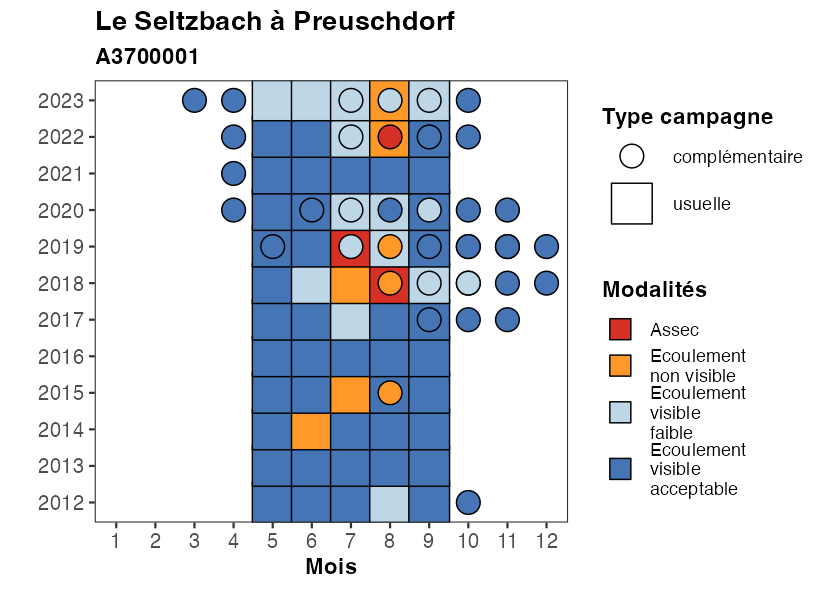 Le Seltzbach à Preuschdorf
A3700001
2023
2022
2021
2020
2019
2018
2017
2016
2015
2014
2013
2012
1 2 3 4 5 6 7 8 9 10 11 12
Mois
Type campagne
complémentaire
usuelle
Modalités
Assec
Ecoulement
non visible
Ecoulement
visible
faible
Ecoulement
visible
acceptable